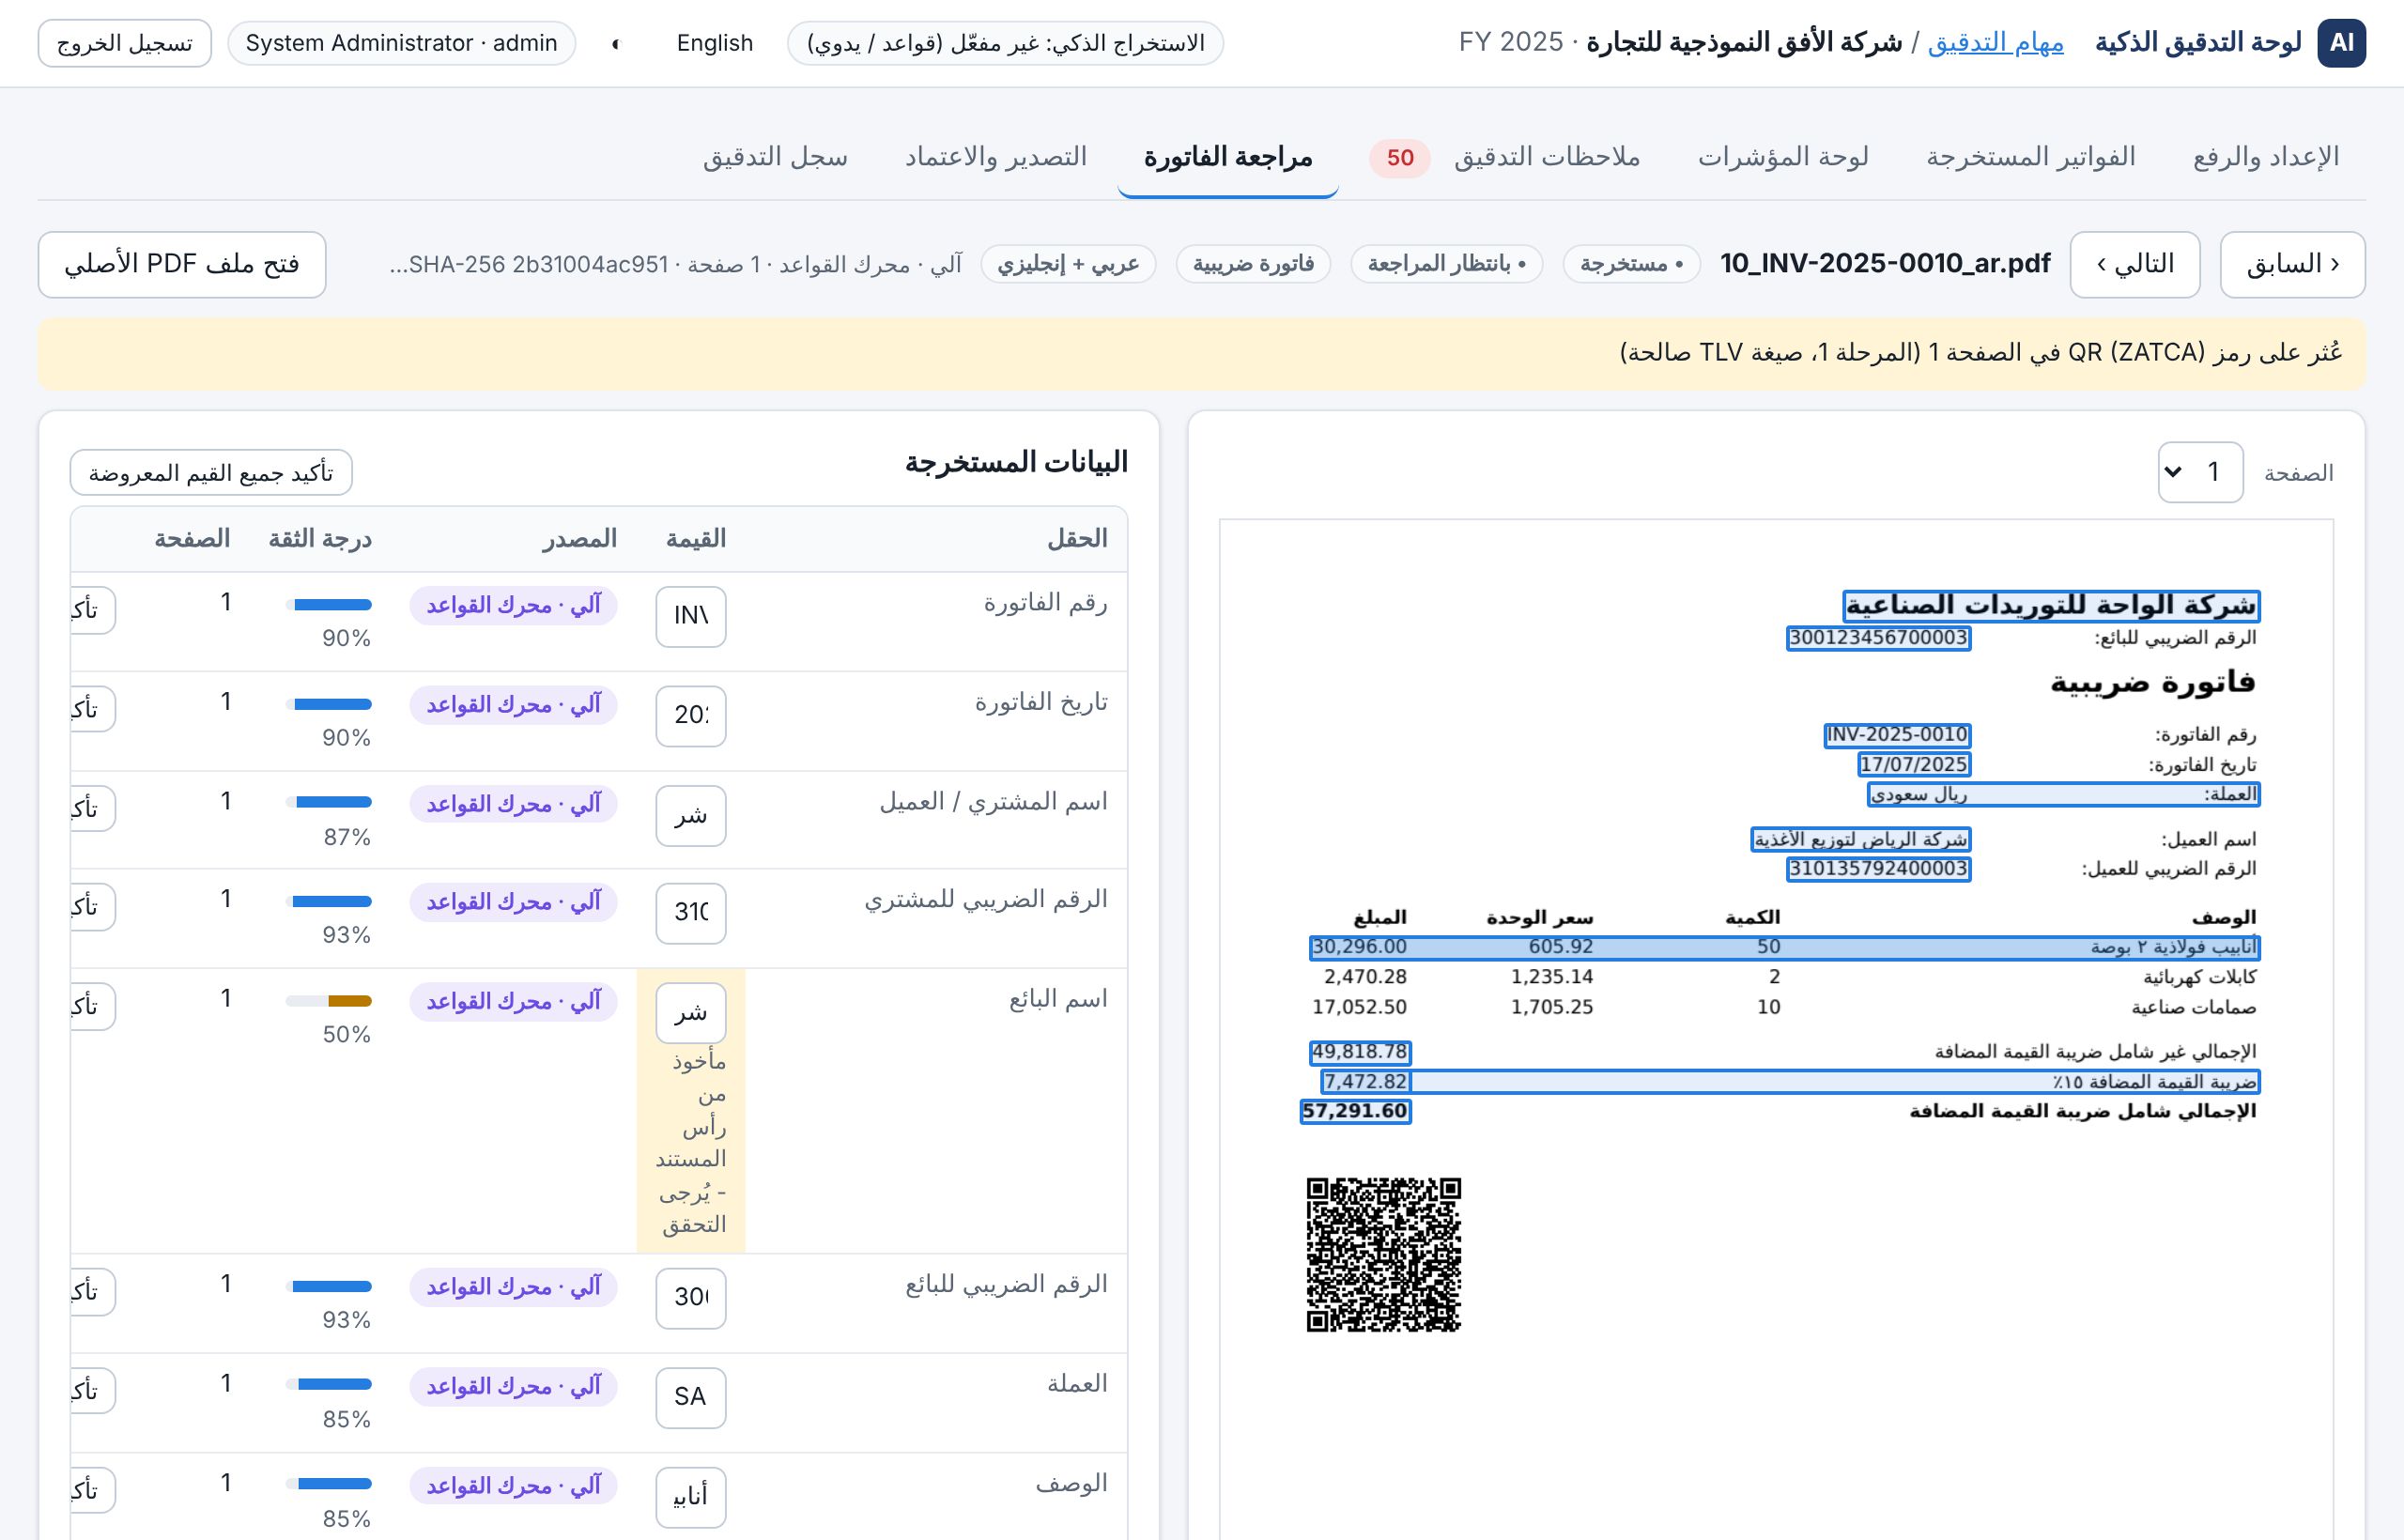 AI لوحة التدقيق الذكية مهام التدقيق / شركة الأفق النموذجية للتجارة · FY 2025
الاستخراج الذكي: غير مفعّل (قواعد / يدوي)
English
System Administrator · admin
تسجيل الخروج
الإعداد والرفع
الفواتير المستخرجة
لوحة المؤشرات
ملاحظات التدقيق 50
مراجعة الفاتورة
التصدير والاعتماد
سجل التدقيق
‹ السابق
التالي ›
10_INV-2025-0010_ar.pdf
• مستخرجة
• بانتظار المراجعة
فاتورة ضريبية
عربي + إنجليزي
آلي · محرك القواعد · 1 صفحة · SHA-256 2b31004ac951...
فتح ملف PDF الأصلي
عُثر على رمز QR (ZATCA) في الصفحة 1 (المرحلة 1، صيغة TLV صالحة)
الصفحة 1
شركة الواحة للتوريدات الصناعية
الرقم الضريبي للبائع: 300123456700003
فاتورة ضريبية
رقم الفاتورة: INV-2025-0010
تاريخ الفاتورة: 17/07/2025
العملة: ريال سعودي
اسم العميل: شركة الرياض لتوزيع الأغذية
الرقم الضريبي للعميل: 310135792400003
الوصف الكمية سعر الوحدة المبلغ
أنابيب فولاذية ٢ بوصة 50 605.92 30,296.00
كابلات كهربائية 2 1,235.14 2,470.28
صمامات صناعية 10 1,705.25 17,052.50
الإجمالي غير شامل ضريبة القيمة المضافة 49,818.78
ضريبة القيمة المضافة ١٥٪ 7,472.82
الإجمالي شامل ضريبة القيمة المضافة 57,291.60
البيانات المستخرجة
تأكيد جميع القيم المعروضة
الحقل القيمة المصدر درجة الثقة الصفحة
رقم الفاتورة INV آلي · محرك القواعد 90% 1
تاريخ الفاتورة 202 آلي · محرك القواعد 90% 1
اسم المشتري / العميل شر آلي · محرك القواعد 87% 1
الرقم الضريبي للمشتري 310 آلي · محرك القواعد 93% 1
اسم البائع شر آلي · محرك القواعد 50% 1
مأخوذ
من
رأس
المستند
- يُرجى
التحقق
الرقم الضريبي للبائع 300 آلي · محرك القواعد 93% 1
العملة SA آلي · محرك القواعد 85% 1
الوصف أنابي آلي · محرك القواعد 85% 1